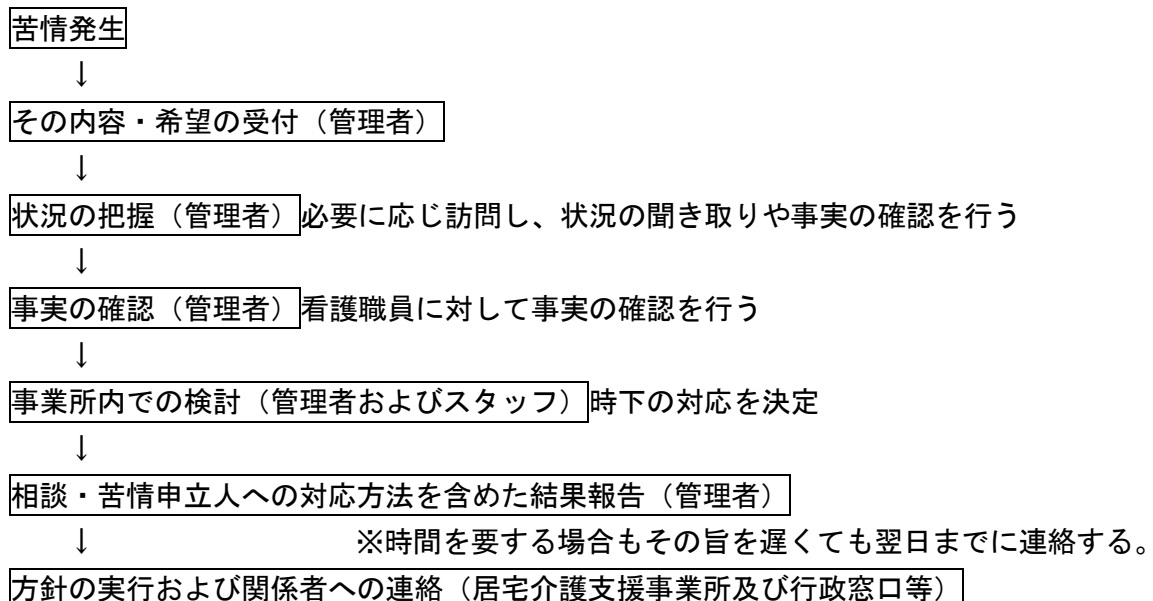 苦情発生
↓
その内容・希望の受付（管理者）
↓
状況の把握（管理者）必要に応じ訪問し、状況の聞き取りや事実の確認を行う
↓
事実の確認（管理者）看護職員に対して事実の確認を行う
↓
事業所内での検討（管理者およびスタッフ）時下の対応を決定
↓
相談・苦情申立人への対応方法を含めた結果報告（管理者）
↓ ※時間を要する場合もその旨を遅くても翌日までに連絡する。
方針の実行および関係者への連絡（居宅介護支援事業所及び行政窓口等）